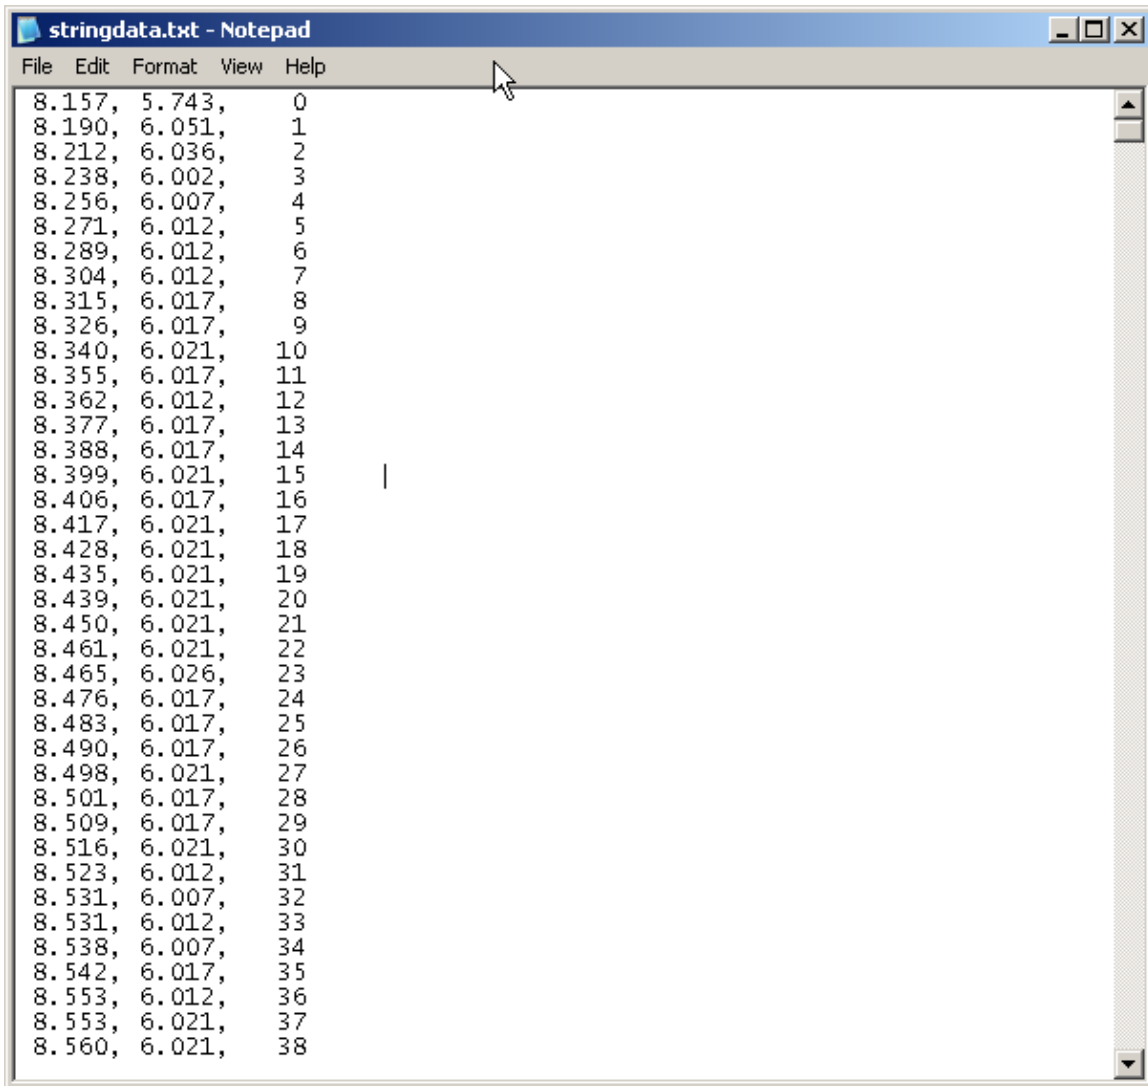 stringdata.txt - Notepad
File Edit Format View Help
8.157, 5.743, 0
8.190, 6.051, 1
8.212, 6.036, 2
8.238, 6.002, 3
8.256, 6.007, 4
8.271, 6.012, 5
8.289, 6.012, 6
8.304, 6.012, 7
8.315, 6.017, 8
8.326, 6.017, 9
8.340, 6.021, 10
8.355, 6.017, 11
8.362, 6.012, 12
8.377, 6.017, 13
8.388, 6.017, 14
8.399, 6.021, 15
8.406, 6.017, 16
8.417, 6.021, 17
8.428, 6.021, 18
8.435, 6.021, 19
8.439, 6.021, 20
8.450, 6.021, 21
8.461, 6.021, 22
8.465, 6.026, 23
8.476, 6.017, 24
8.483, 6.017, 25
8.490, 6.017, 26
8.498, 6.021, 27
8.501, 6.017, 28
8.509, 6.017, 29
8.516, 6.021, 30
8.523, 6.012, 31
8.531, 6.007, 32
8.531, 6.012, 33
8.538, 6.007, 34
8.542, 6.017, 35
8.553, 6.012, 36
8.553, 6.021, 37
8.560, 6.021, 38